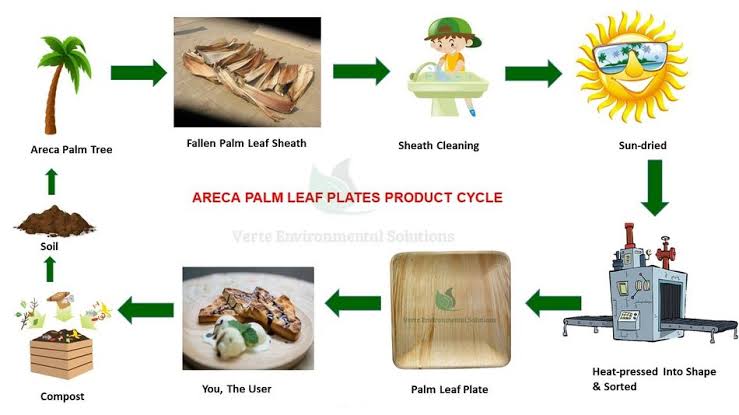 Areca Palm Tree
Fallen Palm Leaf Sheath
Sheath Cleaning
Sun-dried
ARECA PALM LEAF PLATES PRODUCT CYCLE
Verte Environmental Solutions
Soil
Verte Environmental Solutions
Compost
You, The User
Palm Leaf Plate
Heat-pressed Into Shape
& Sorted